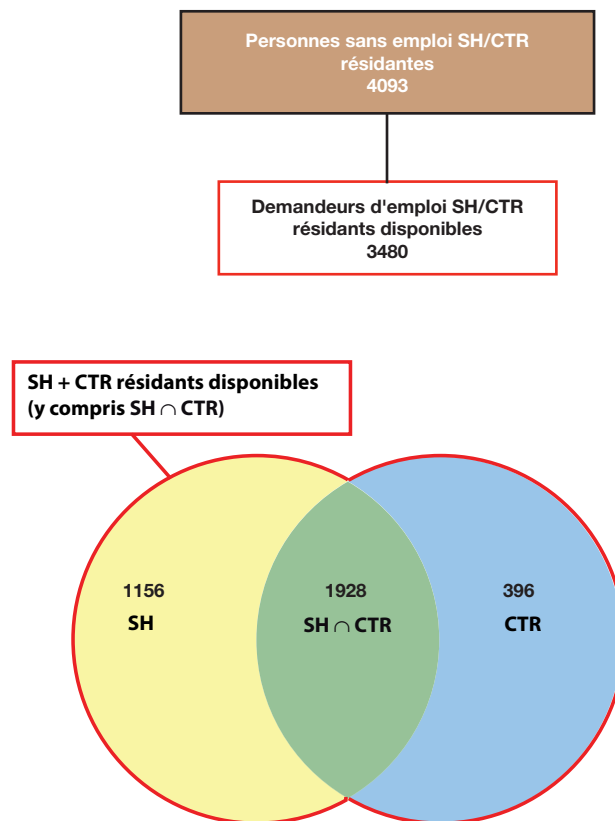 Personnes sans emploi SH/CTR
résidantes
4093
Demandeurs d'emploi SH/CTR
résidants disponibles
3480
SH + CTR résidants disponibles
(y compris SH ∩ CTR)
1156
SH
1928
SH ∩ CTR
396
CTR